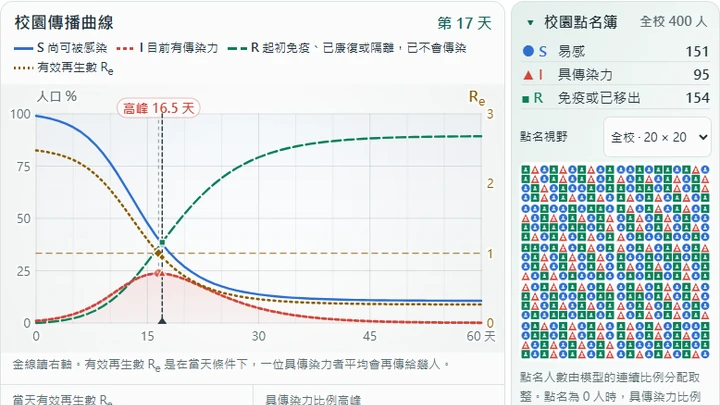 校園傳播曲線
第 17 天
S 尚可被感染 I 目前有傳染力 R 起初免疫、已康復或隔離，已不會傳染
有效再生數 Re
人口 %
Re
高峰 16.5 天
100
75
50
25
0
3
2
1
0
0 15 30 45 60 天
金線讀右軸。有效再生數 Re 是在當天條件下，一位具傳染力者平均會再傳給幾人。
當天有效再生數 Re
具傳染力比例高峰
▼ 校園點名簿 全校 400 人
S 易感 151
I 具傳染力 95
R 免疫或已移出 154
點名視野
全校 · 20 × 20
點名人數由模型的連續比例分配取
整。點名為 0 人時，具傳染力比例